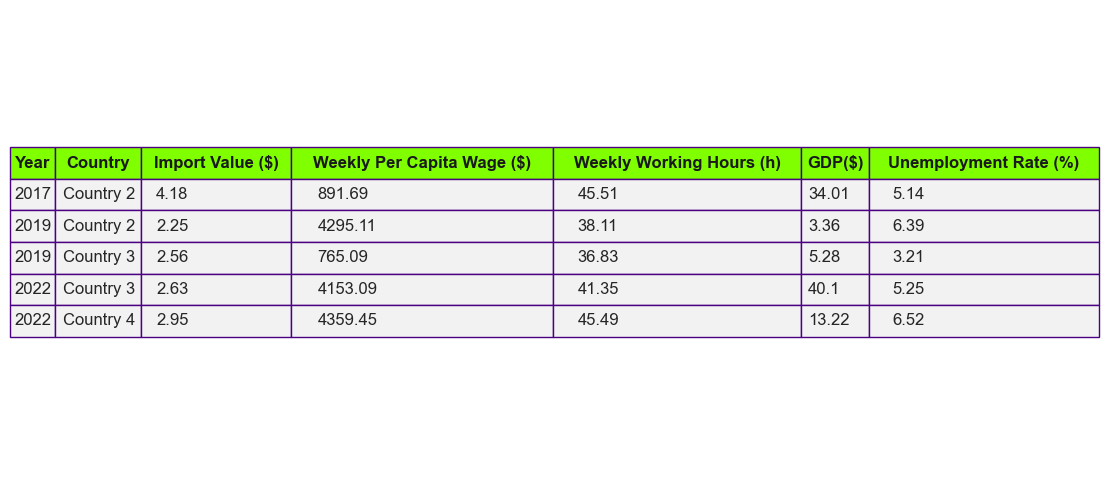 Year Country Import Value ($) Weekly Per Capita Wage ($) Weekly Working Hours (h) GDP($) Unemployment Rate (%)
2017 Country 2 4.18 891.69 45.51 34.01 5.14
2019 Country 2 2.25 4295.11 38.11 3.36 6.39
2019 Country 3 2.56 765.09 36.83 5.28 3.21
2022 Country 3 2.63 4153.09 41.35 40.1 5.25
2022 Country 4 2.95 4359.45 45.49 13.22 6.52